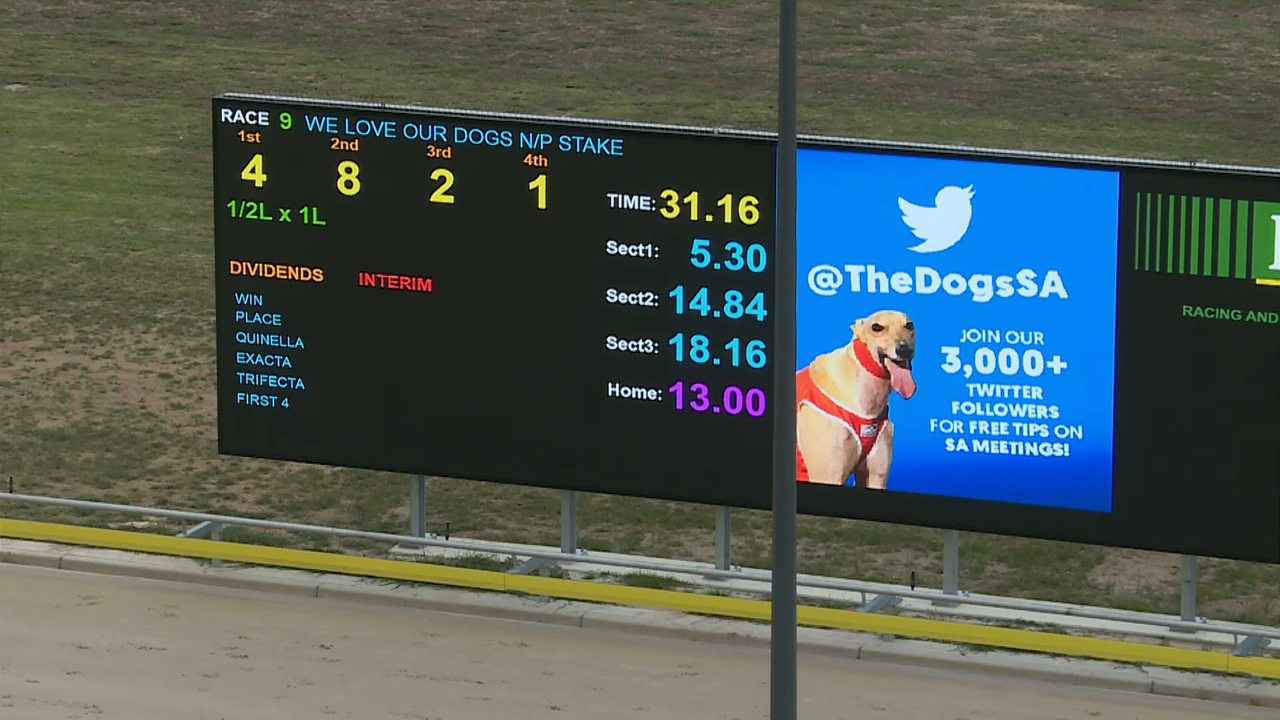 RACE 9 WE LOVE OUR DOGS N/P STAKE
1st 2nd 3rd 4th
4 8 2 1
1/2L x 1L
DIVIDENDS INTERIM
WIN
PLACE
QUINELLA
EXACTA
TRIFECTA
FIRST 4
TIME: 31.16
Sect1: 5.30
Sect2: 14.84
Sect3: 18.16
Home: 13.00
@TheDogsSA
JOIN OUR
3,000+
TWITTER
FOLLOWERS
FOR FREE TIPS ON
SA MEETINGS!
RACING AND